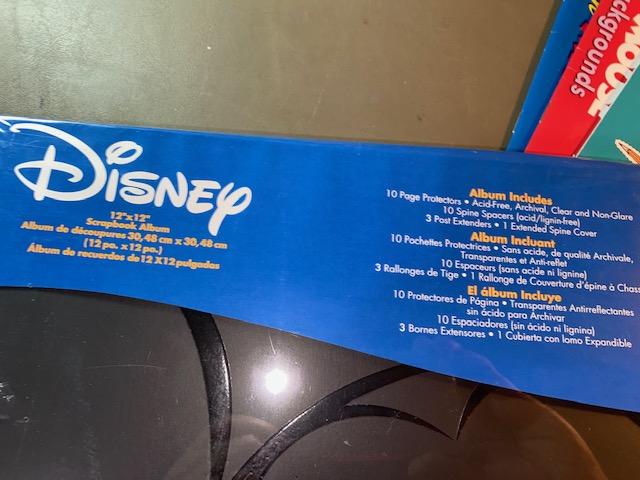 DISNEY
12"x12"
Scrapbook Album
Album de découpures 30,48 cm x 30,48 cm
(12 po. x 12 po.)
Álbum de recuerdos de 12 X 12 pulgadas
Album Includes
10 Page Protectors • Acid-Free, Archival, Clear and Non-Glare
10 Spine Spacers (acid/lignin-free)
3 Post Extenders • 1 Extended Spine Cover
Album Incluant
10 Pochettes Protectrices • Sans acide, de qualité Archivale,
Transparentes et Anti-reflet
10 Espaceurs (sans acide ni lignine)
3 Rallonges de Tige • 1 Rallonge de Couverture d'épine à
El álbum Incluye
10 Protectores de Página • Transparentes Antirreflectantes
sin ácido para Archivar
10 Espaciadores (sin ácido ni lignina)
3 Bornes Extensores • 1 Cubierta con lomo Expandible
ckgrounds
MOUSE